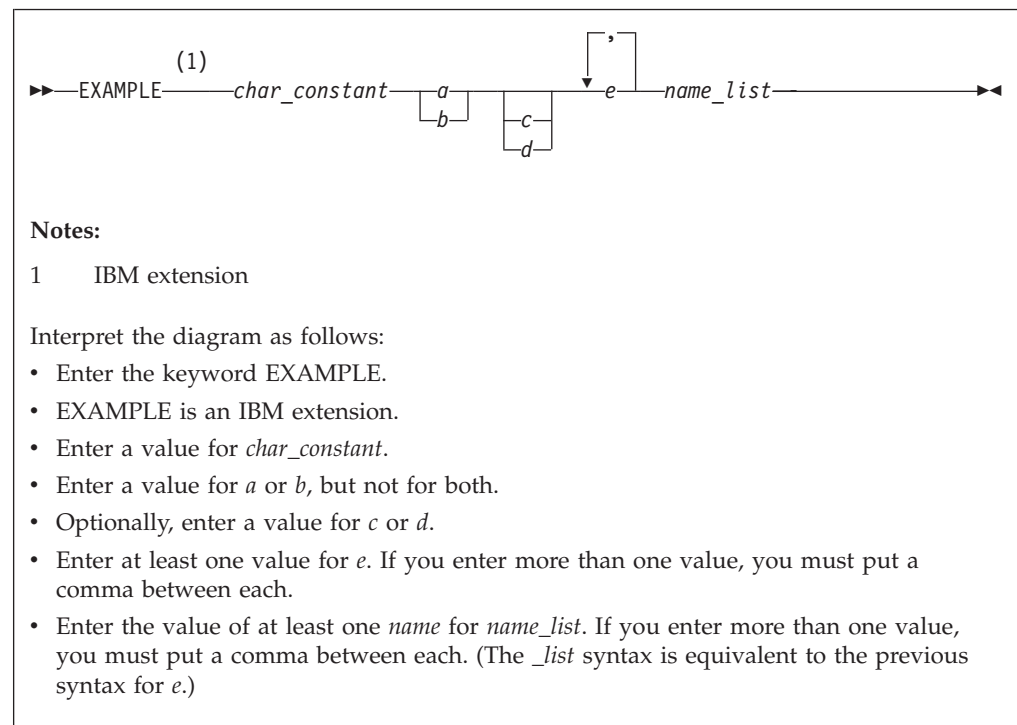 ,
(1)
EXAMPLE char_constant a e name_list
b c
d
Notes:
1 IBM extension
Interpret the diagram as follows:
• Enter the keyword EXAMPLE.
• EXAMPLE is an IBM extension.
• Enter a value for char_constant.
• Enter a value for a or b, but not for both.
• Optionally, enter a value for c or d.
• Enter at least one value for e. If you enter more than one value, you must put a
comma between each.
• Enter the value of at least one name for name_list. If you enter more than one value,
you must put a comma between each. (The _list syntax is equivalent to the previous
syntax for e.)